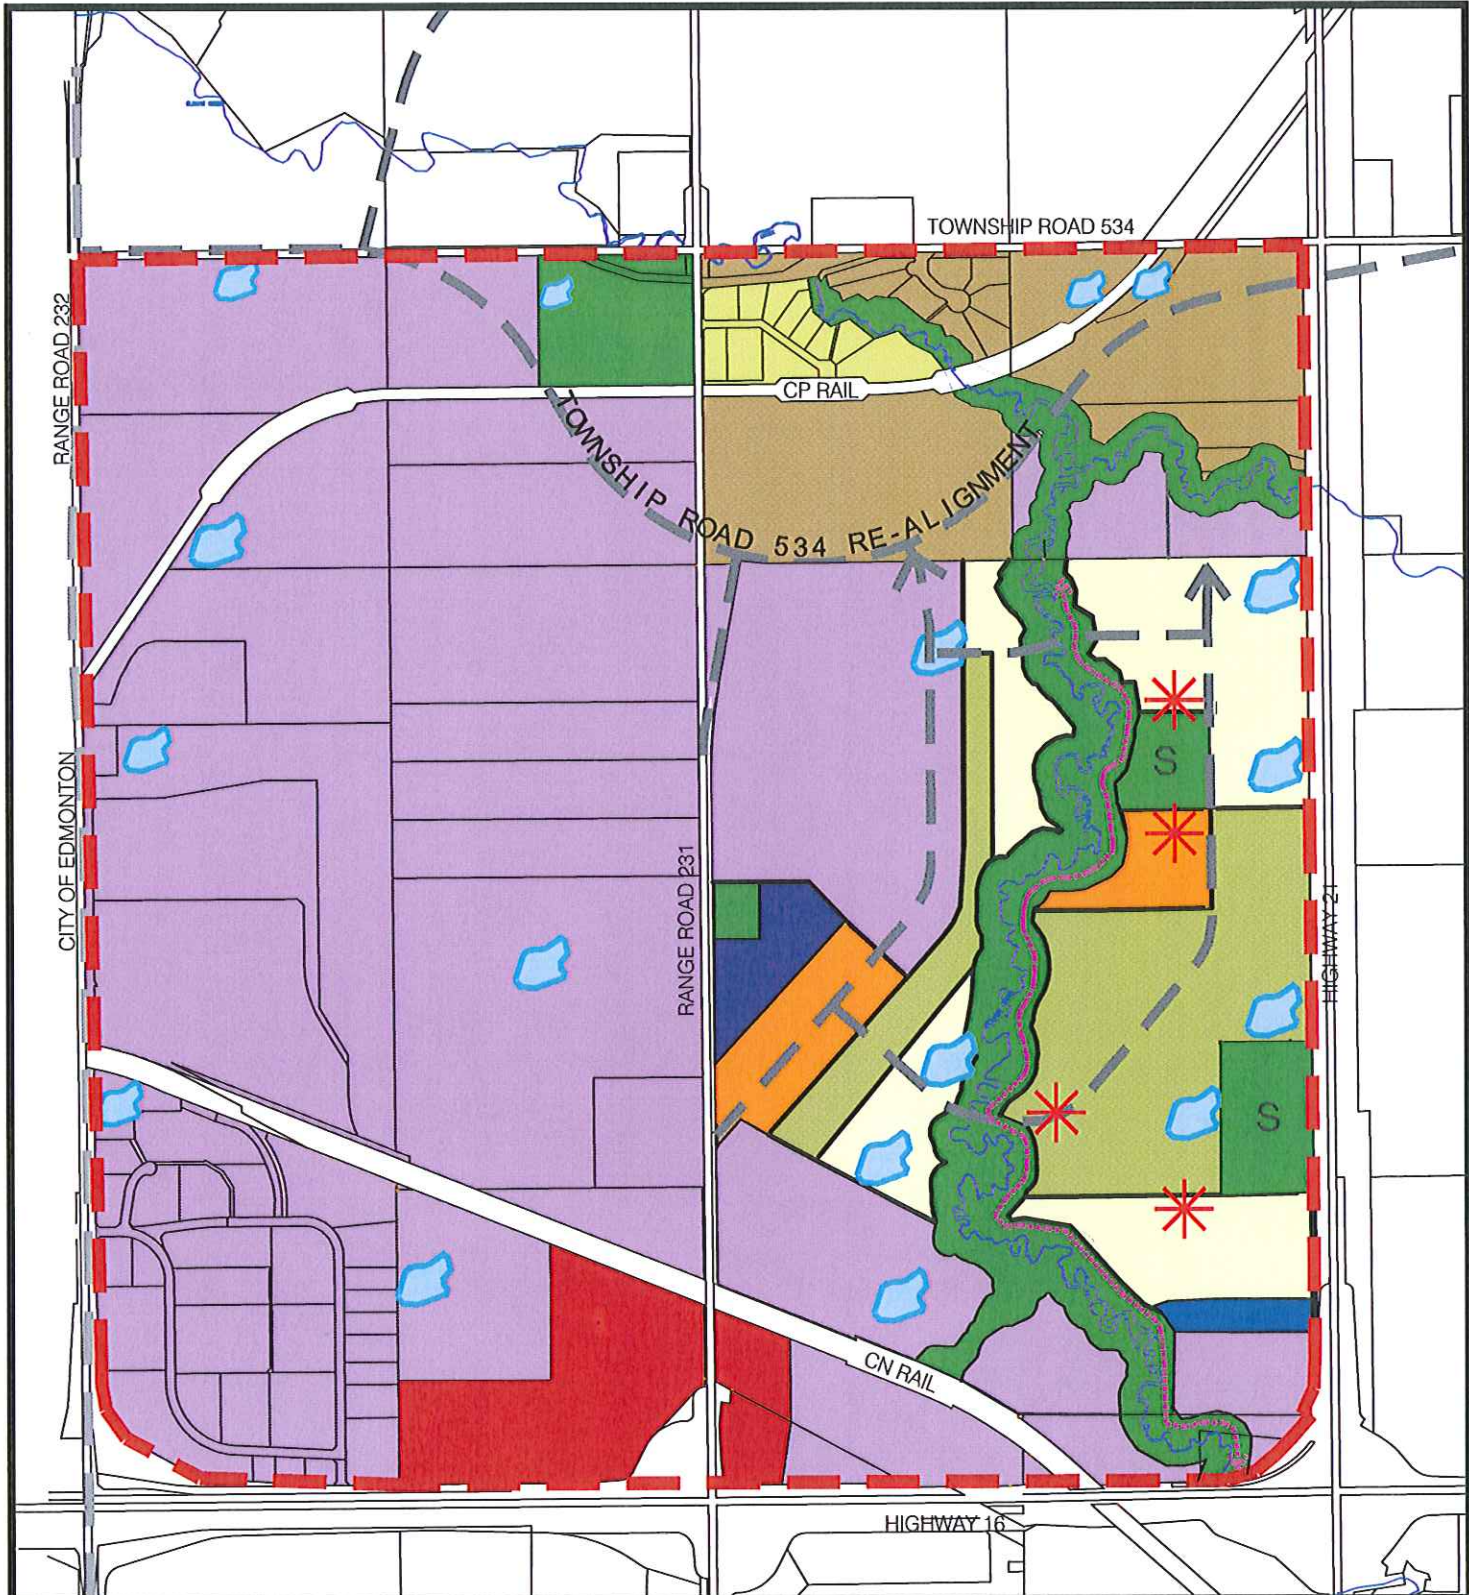 TOWNSHIP ROAD 534
RANGE ROAD 232
CP RAIL
TOWNSHIP ROAD 534 RE-ALIGNMENT
S
CITY OF EDMONTON
RANGE ROAD 231
HIGHWAY 21
S
CN RAIL
HIGHWAY 16